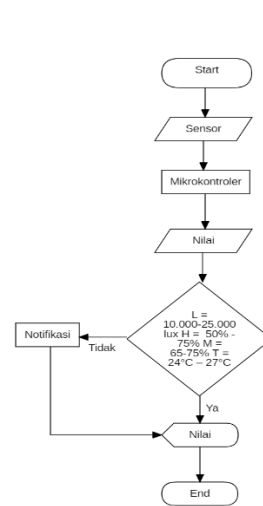 Start
Sensor
Mikrokontroler
Nilai
L =
10.000-25.000
lux H = 50% -
75% M =
65-75% T =
24°C – 27°C
Notifikasi
Tidak
Ya
Nilai
End